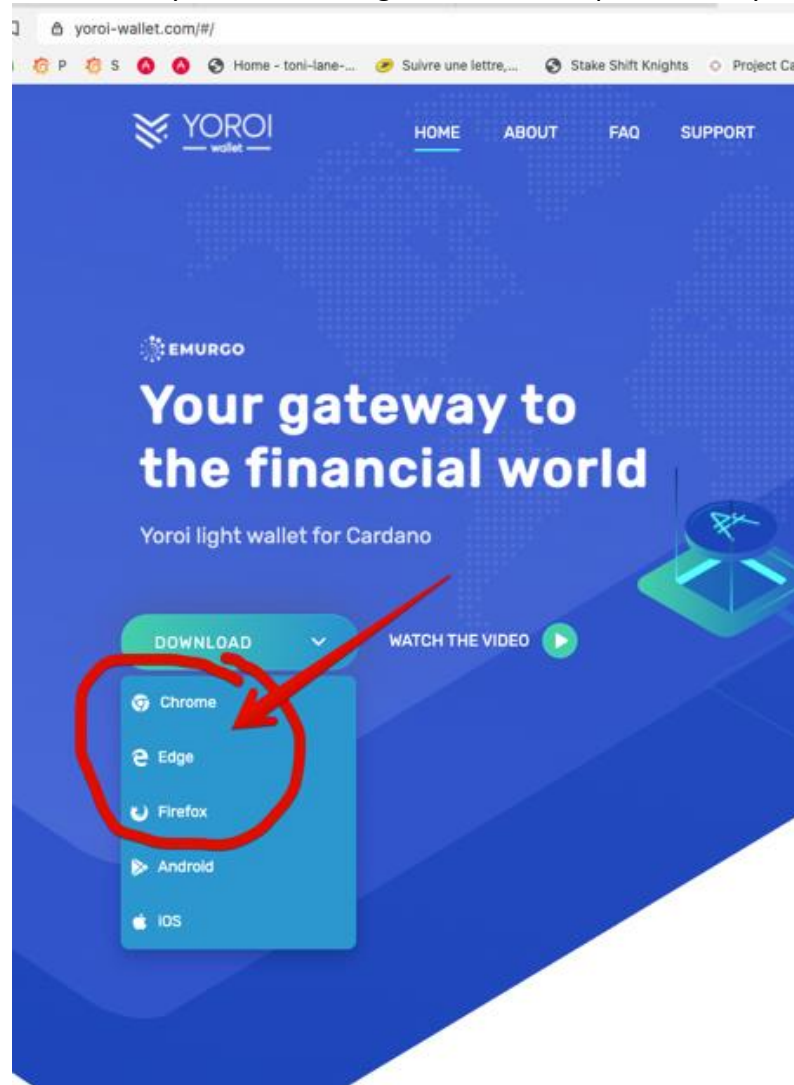 yoroi-wallet.com/#/
P S Home - toni-lane-... Suivre une lettre,... Stake Shift Knights Project Ca
YOROI
wallet
HOME ABOUT FAQ SUPPORT
EMURGO
Your gateway to
the financial world
Yoroi light wallet for Cardano
DOWNLOAD WATCH THE VIDEO
Chrome
Edge
Firefox
Android
iOS